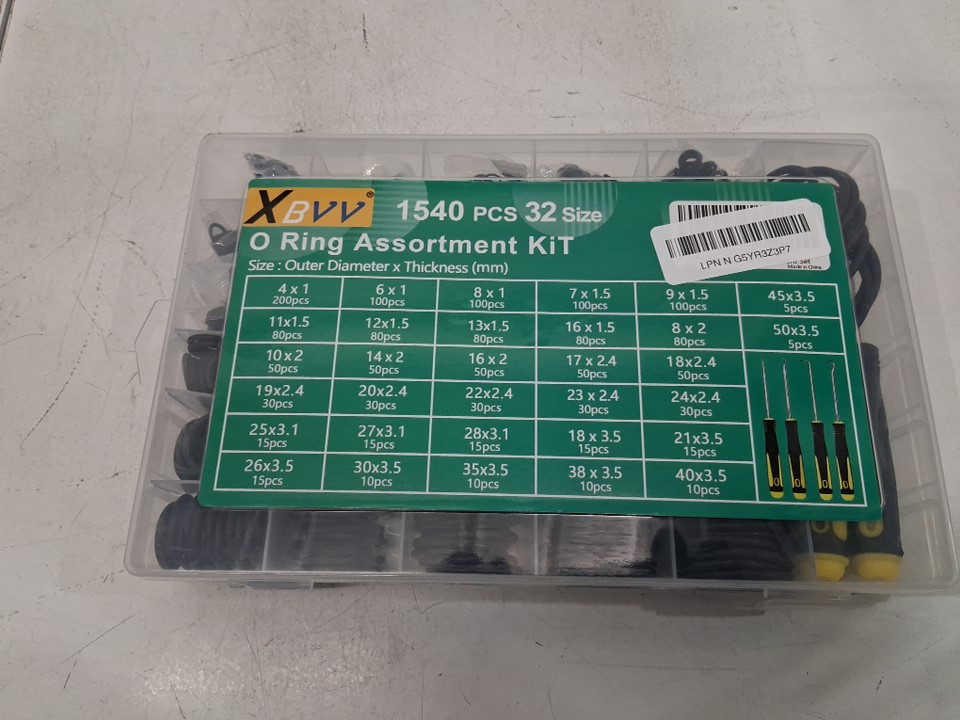 XBVV®
1540 PCS 32 Size
O Ring Assortment KiT
Size : Outer Diameter x Thickness (mm)
LPN N G5YR3Z3P7
Made in China
4 x 1 6 x 1 8 x 1 7 x 1.5 9 x 1.5 45x3.5
200pcs 100pcs 100pcs 100pcs 100pcs 5pcs
11x1.5 12x1.5 13x1.5 16 x 1.5 8 x 2 50x3.5
80pcs 80pcs 80pcs 80pcs 80pcs 5pcs
10 x 2 14 x 2 16 x 2 17 x 2.4 18x2.4
50pcs 50pcs 50pcs 50pcs 50pcs
19x2.4 20x2.4 22x2.4 23 x 2.4 24x2.4
30pcs 30pcs 30pcs 30pcs 30pcs
25x3.1 27x3.1 28x3.1 18 x 3.5 21x3.5
15pcs 15pcs 15pcs 15pcs 15pcs
26x3.5 30x3.5 35x3.5 38 x 3.5 40x3.5
15pcs 10pcs 10pcs 10pcs 10pcs